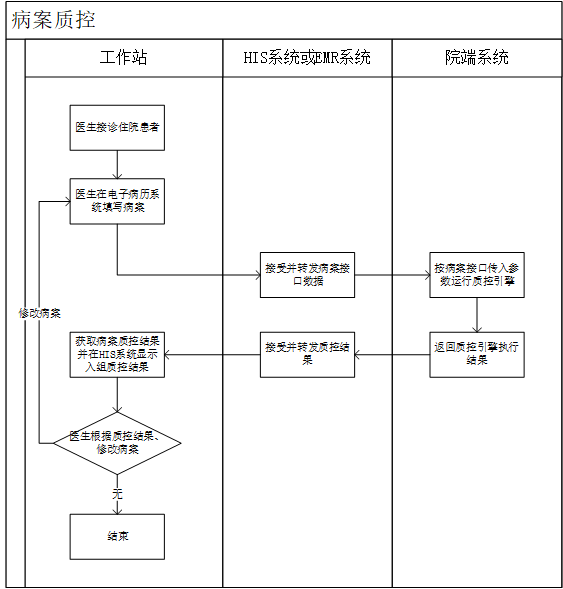 病案质控
工作站
HIS系统或EMR系统
院端系统
医生接诊住院患者
医生在电子病历系
统填写病案
接受并转发病案接
口数据
按病案接口传入参
数运行质控引擎
修改病案
获取病案质控结果
并在HIS系统显示
入组质控结果
接受并转发质控结
果
返回质控引擎执行
结果
医生根据质控结果、
修改病案
无
结束